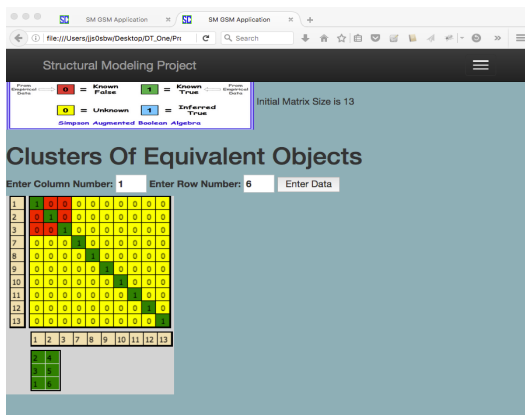 SC SM GSM Application × SC SM GSM Application × +
file:///Users/jjs0sbw/Desktop/DT_One/Pro Search
Structural Modeling Project
From Empirical Data 0 = Known False 1 = Known True From Empirical Data
0 = Unknown 1 = Inferred True
Simpson Augmented Boolean Algebra
Initial Matrix Size is 13
Clusters Of Equivalent Objects
Enter Column Number: 1 Enter Row Number: 6 Enter Data
1 1 0 0 0 0 0 0 0 0 0
2 0 1 0 0 0 0 0 0 0 0
3 0 0 1 0 0 0 0 0 0 0
7 0 0 0 1 0 0 0 0 0 0
8 0 0 0 0 1 0 0 0 0 0
9 0 0 0 0 0 1 0 0 0 0
10 0 0 0 0 0 0 1 0 0 0
11 0 0 0 0 0 0 0 1 0 0
12 0 0 0 0 0 0 0 0 1 0
13 0 0 0 0 0 0 0 0 0 1
1 2 3 7 8 9 10 11 12 13
2 4
3 5
1 6